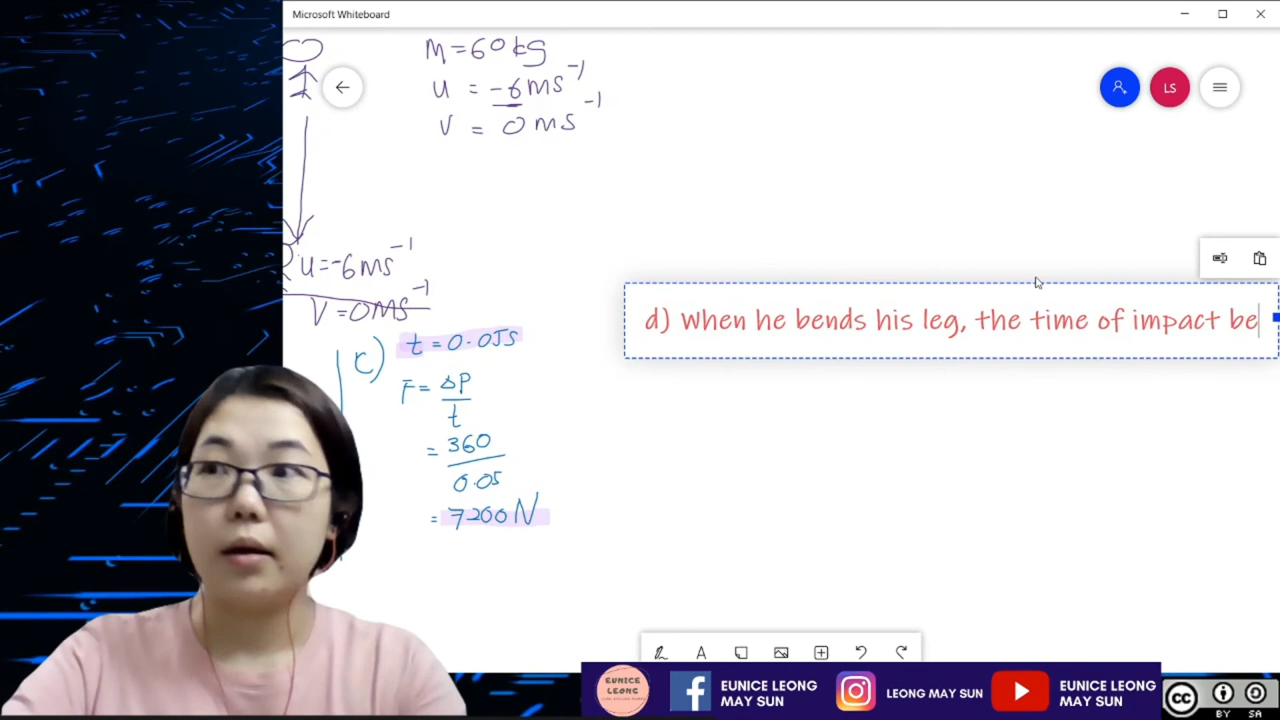 Microsoft Whiteboard
M = 60 kg
u = -6 ms⁻¹
v = 0 ms⁻¹
LS
u = -6 ms⁻¹
v = 0 ms⁻¹
c) t = 0.05s
F = ΔP
t
= 360
0.05
= 7200 N
d) When he bends his leg, the time of impact be
A
EUNICE LEONG
EUNICE LEONG MAY SUN
LEONG MAY SUN
EUNICE LEONG MAY SUN
cc
BY SA